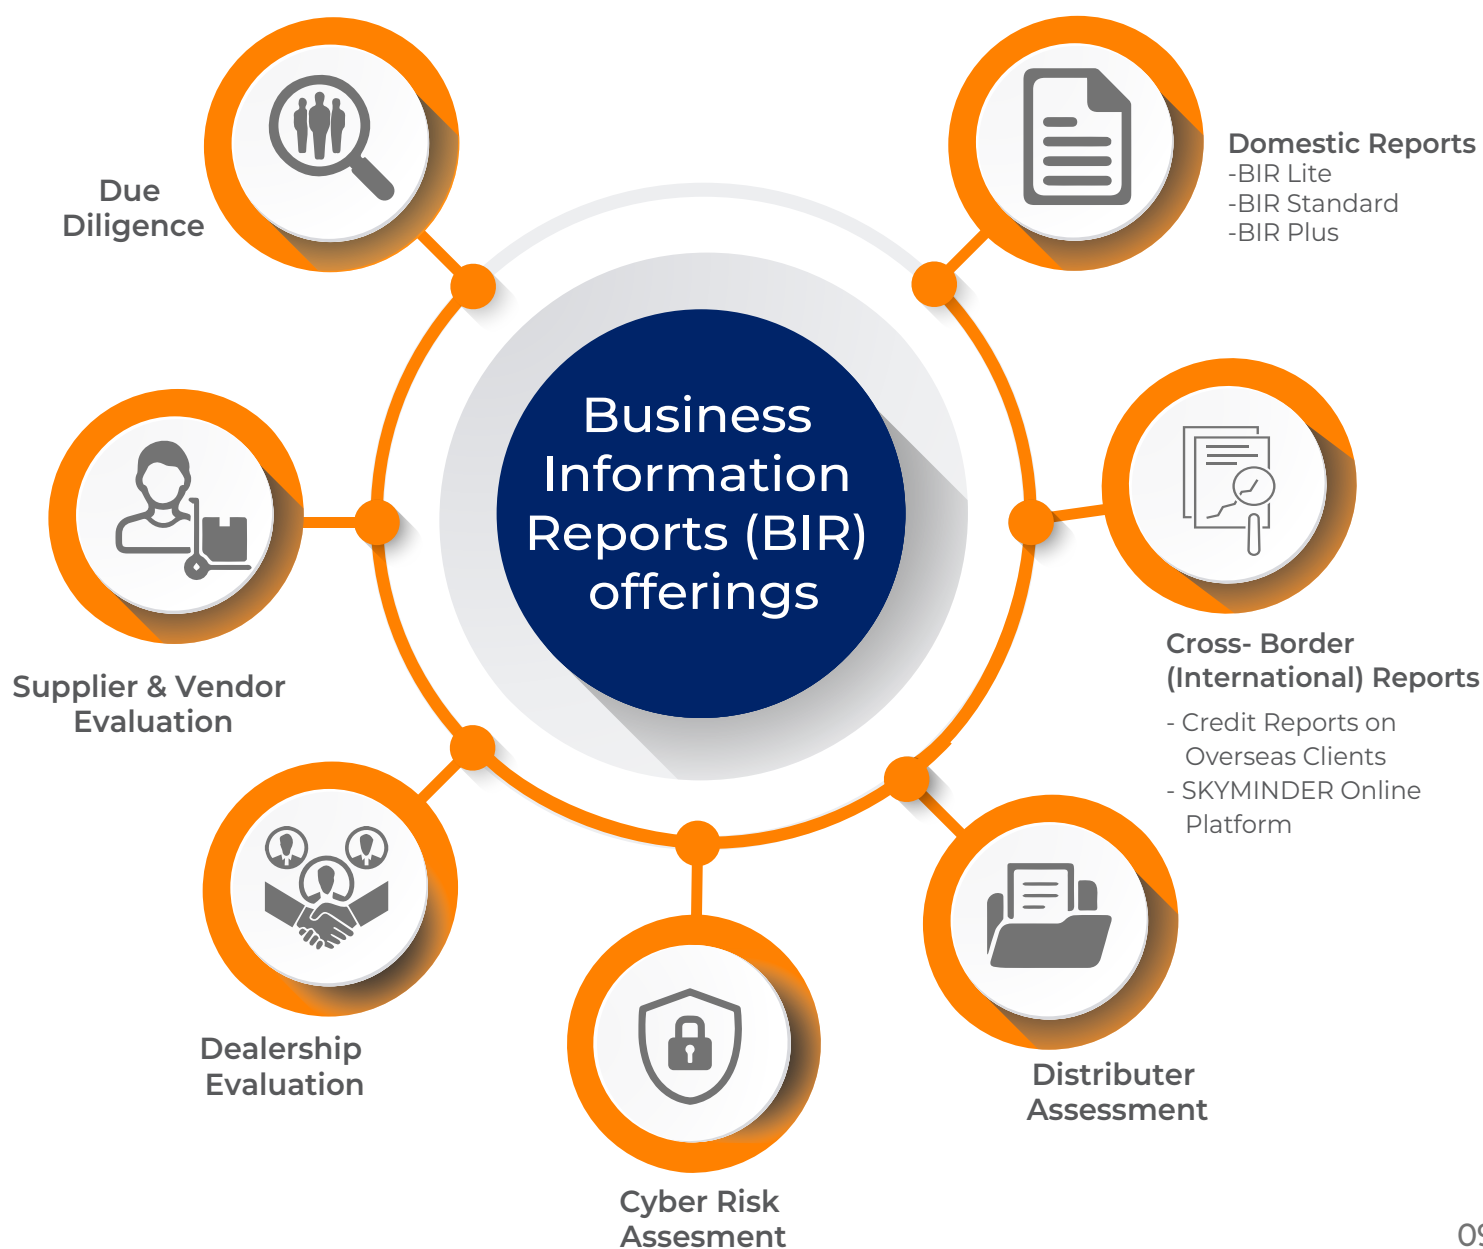 Business
Information
Reports (BIR)
offerings
Domestic Reports
-BIR Lite
-BIR Standard
-BIR Plus
Cross- Border
(International) Reports
- Credit Reports on
Overseas Clients
- SKYMINDER Online
Platform
Distributer
Assessment
Cyber Risk
Assesment
Dealership
Evaluation
Supplier & Vendor
Evaluation
Due
Diligence
09